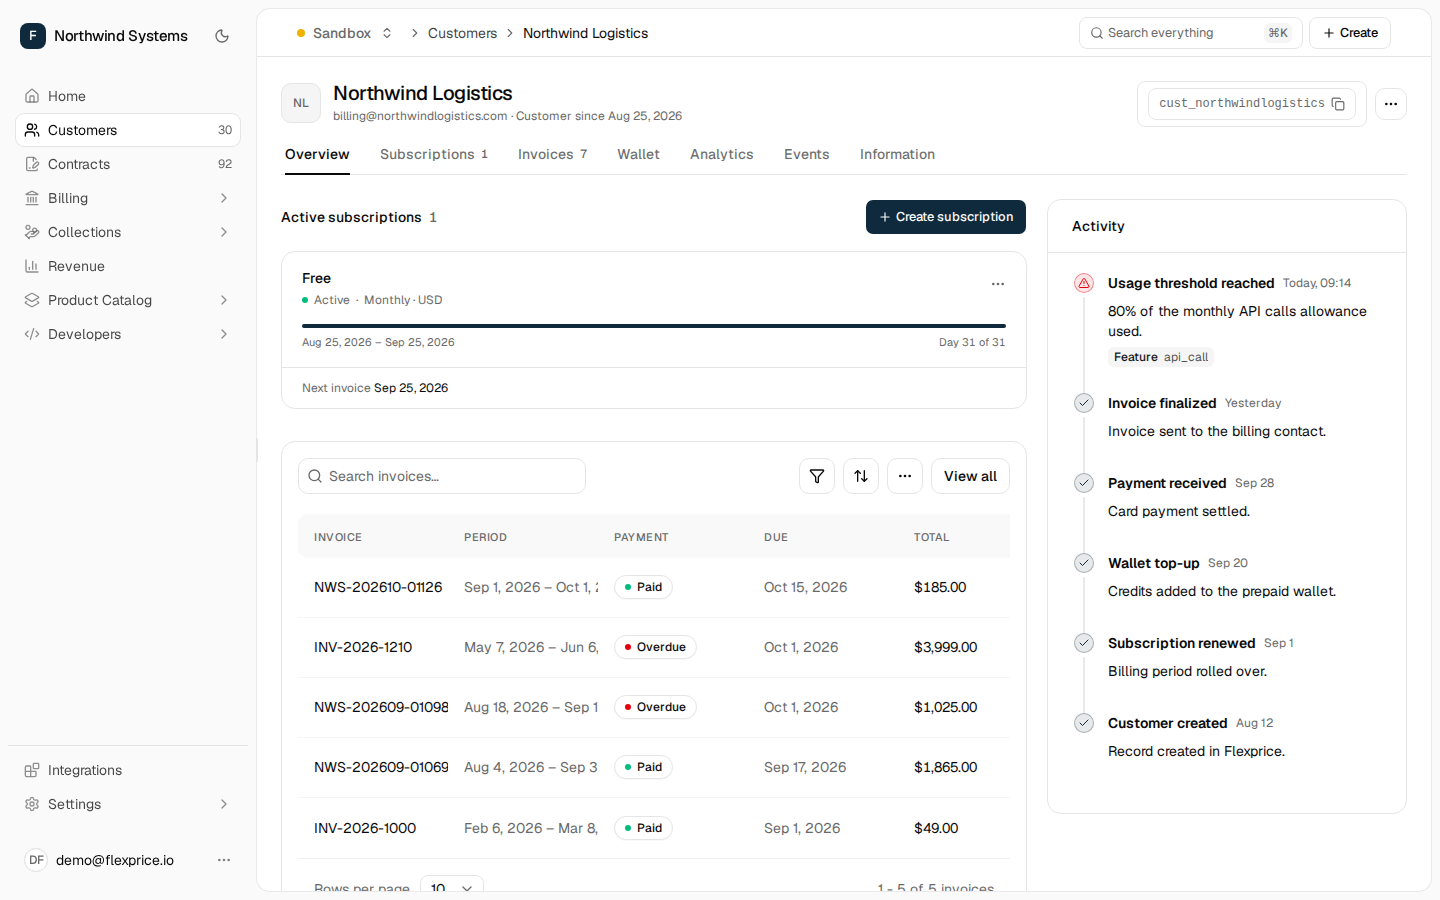 F Northwind Systems
Home
Customers 30
Contracts 92
Billing
Collections
Revenue
Product Catalog
Developers
Integrations
Settings
DF demo@flexprice.io
Sandbox
Customers
Northwind Logistics
Search everything ⌘K
+ Create
NL
Northwind Logistics
billing@northwindlogistics.com · Customer since Aug 25, 2026
cust_northwindlogistics
Overview
Subscriptions 1
Invoices 7
Wallet
Analytics
Events
Information
Active subscriptions 1
+ Create subscription
Free
Active · Monthly · USD
Aug 25, 2026 – Sep 25, 2026
Day 31 of 31
Next invoice Sep 25, 2026
Search invoices...
View all
INVOICE PERIOD PAYMENT DUE TOTAL
NWS-202610-01126 Sep 1, 2026 – Oct 1, Paid Oct 15, 2026 $185.00
INV-2026-1210 May 7, 2026 – Jun 6, Overdue Oct 1, 2026 $3,999.00
NWS-202609-01098 Aug 18, 2026 – Sep 1 Overdue Oct 1, 2026 $1,025.00
NWS-202609-01069 Aug 4, 2026 – Sep 3 Paid Sep 17, 2026 $1,865.00
INV-2026-1000 Feb 6, 2026 – Mar 8, Paid Sep 1, 2026 $49.00
Rows per page 10
1 - 5 of 5 invoices
Activity
Usage threshold reached Today, 09:14
80% of the monthly API calls allowance
used.
Feature api_call
Invoice finalized Yesterday
Invoice sent to the billing contact.
Payment received Sep 28
Card payment settled.
Wallet top-up Sep 20
Credits added to the prepaid wallet.
Subscription renewed Sep 1
Billing period rolled over.
Customer created Aug 12
Record created in Flexprice.